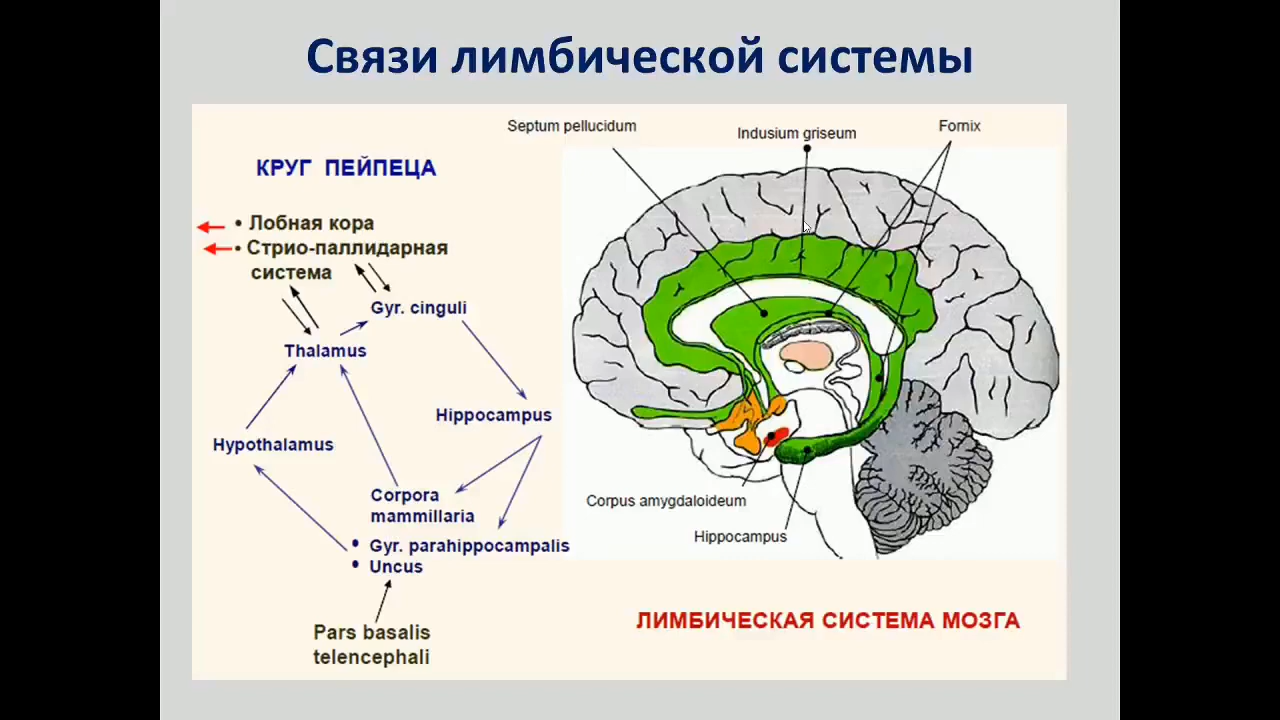 Связи лимбической системы
КРУГ ПЕЙПЕЦА
• Лобная кора
• Стрио-паллидарная
система
Gyr. cinguli
Thalamus
Hippocampus
Hypothalamus
Corpora
mammillaria
• Gyr. parahippocampalis
• Uncus
Pars basalis
telencephali
Septum pellucidum
Indusium griseum
Fornix
Corpus amygdaloideum
Hippocampus
ЛИМБИЧЕСКАЯ СИСТЕМА МОЗГА